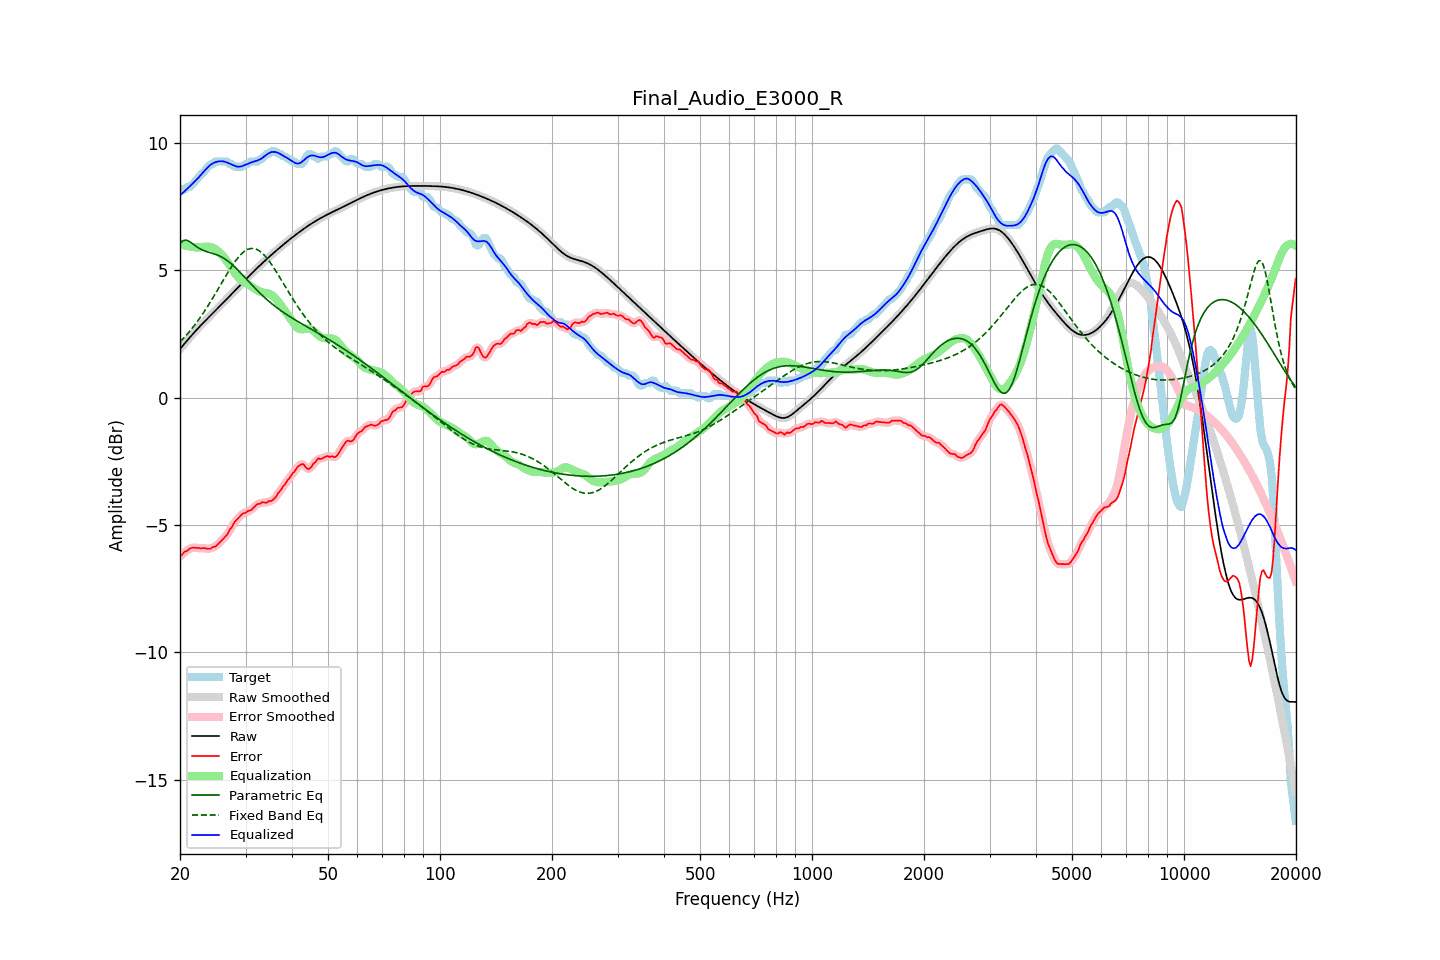 Final_Audio_E3000_R
10
5
0
−5
−10
−15
Amplitude (dBr)
Target
Raw Smoothed
Error Smoothed
Raw
Error
Equalization
Parametric Eq
Fixed Band Eq
Equalized
20 50 100 200 500 1000 2000 5000 10000 20000
Frequency (Hz)